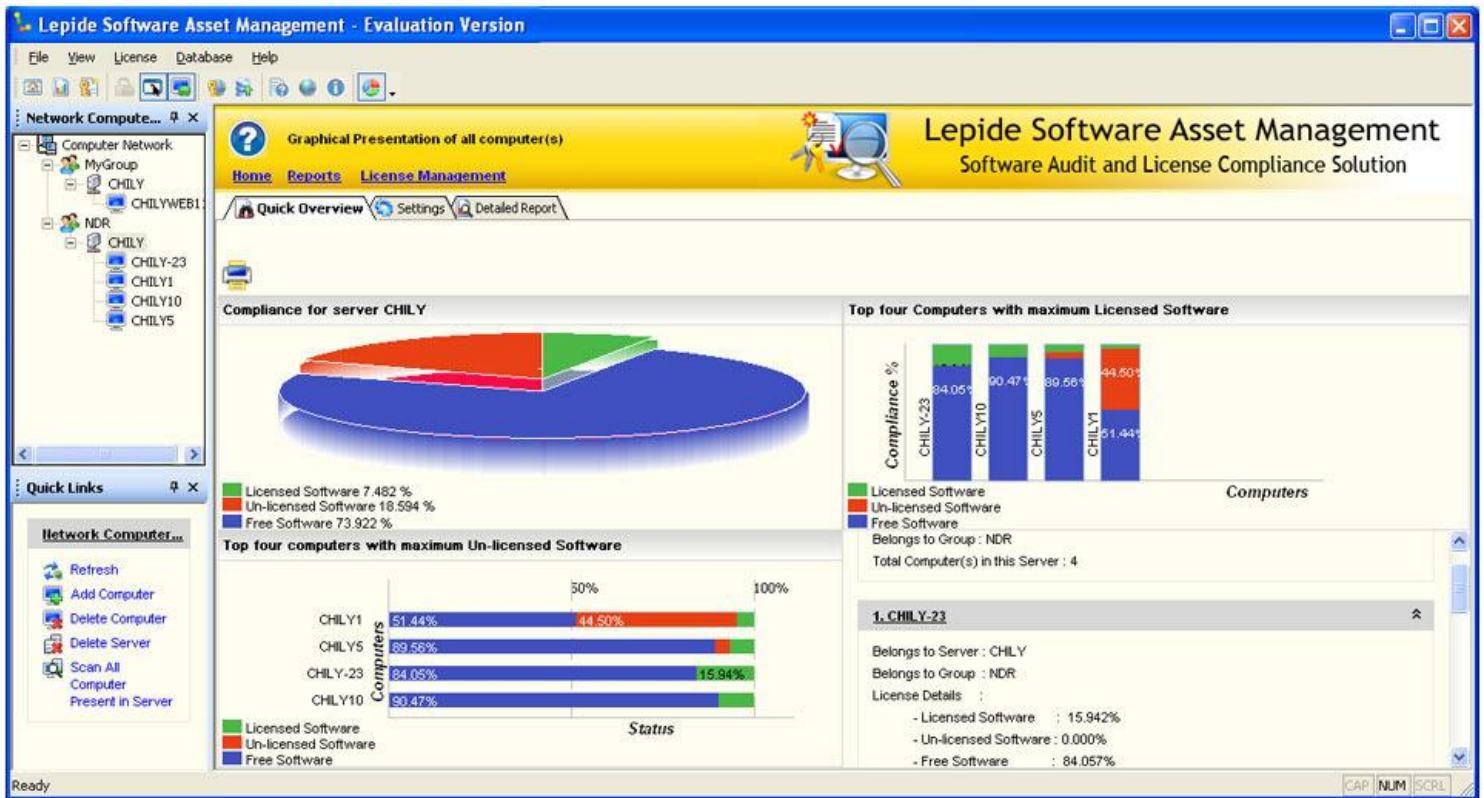 Lepide Software Asset Management - Evaluation Version
File View License Database Help
Network Compute...
Computer Network
MyGroup
CHILY
CHILYWEB1
NDR
CHILY
CHILY-23
CHILY1
CHILY10
CHILY5
Quick Links
Network Computer...
Refresh
Add Computer
Delete Computer
Delete Server
Scan All
Computer
Present in Server
Graphical Presentation of all computer(s)
Home Reports License Management
Lepide Software Asset Management
Software Audit and License Compliance Solution
Quick Overview Settings Detailed Report
Compliance for server CHILY
Licensed Software 7.482 %
Un-licensed Software 18.594 %
Free Software 73.922 %
Top four Computers with maximum Licensed Software
Compliance %
CHILY-23
84.05%
CHILY10
90.47%
CHILY5
89.56%
CHILY1
44.50%
51.44%
Computers
Licensed Software
Un-licensed Software
Free Software
Top four computers with maximum Un-licensed Software
50% 100%
Computers
CHILY1 51.44% 44.50%
CHILY5 89.56%
CHILY-23 84.05% 15.94%
CHILY10 90.47%
Status
Licensed Software
Un-licensed Software
Free Software
Belongs to Group : NDR
Total Computer(s) in this Server : 4
1. CHILY-23
Belongs to Server : CHILY
Belongs to Group : NDR
License Details :
- Licensed Software : 15.942%
- Un-licensed Software : 0.000%
- Free Software : 84.057%
Ready
CAP NUM SCRL